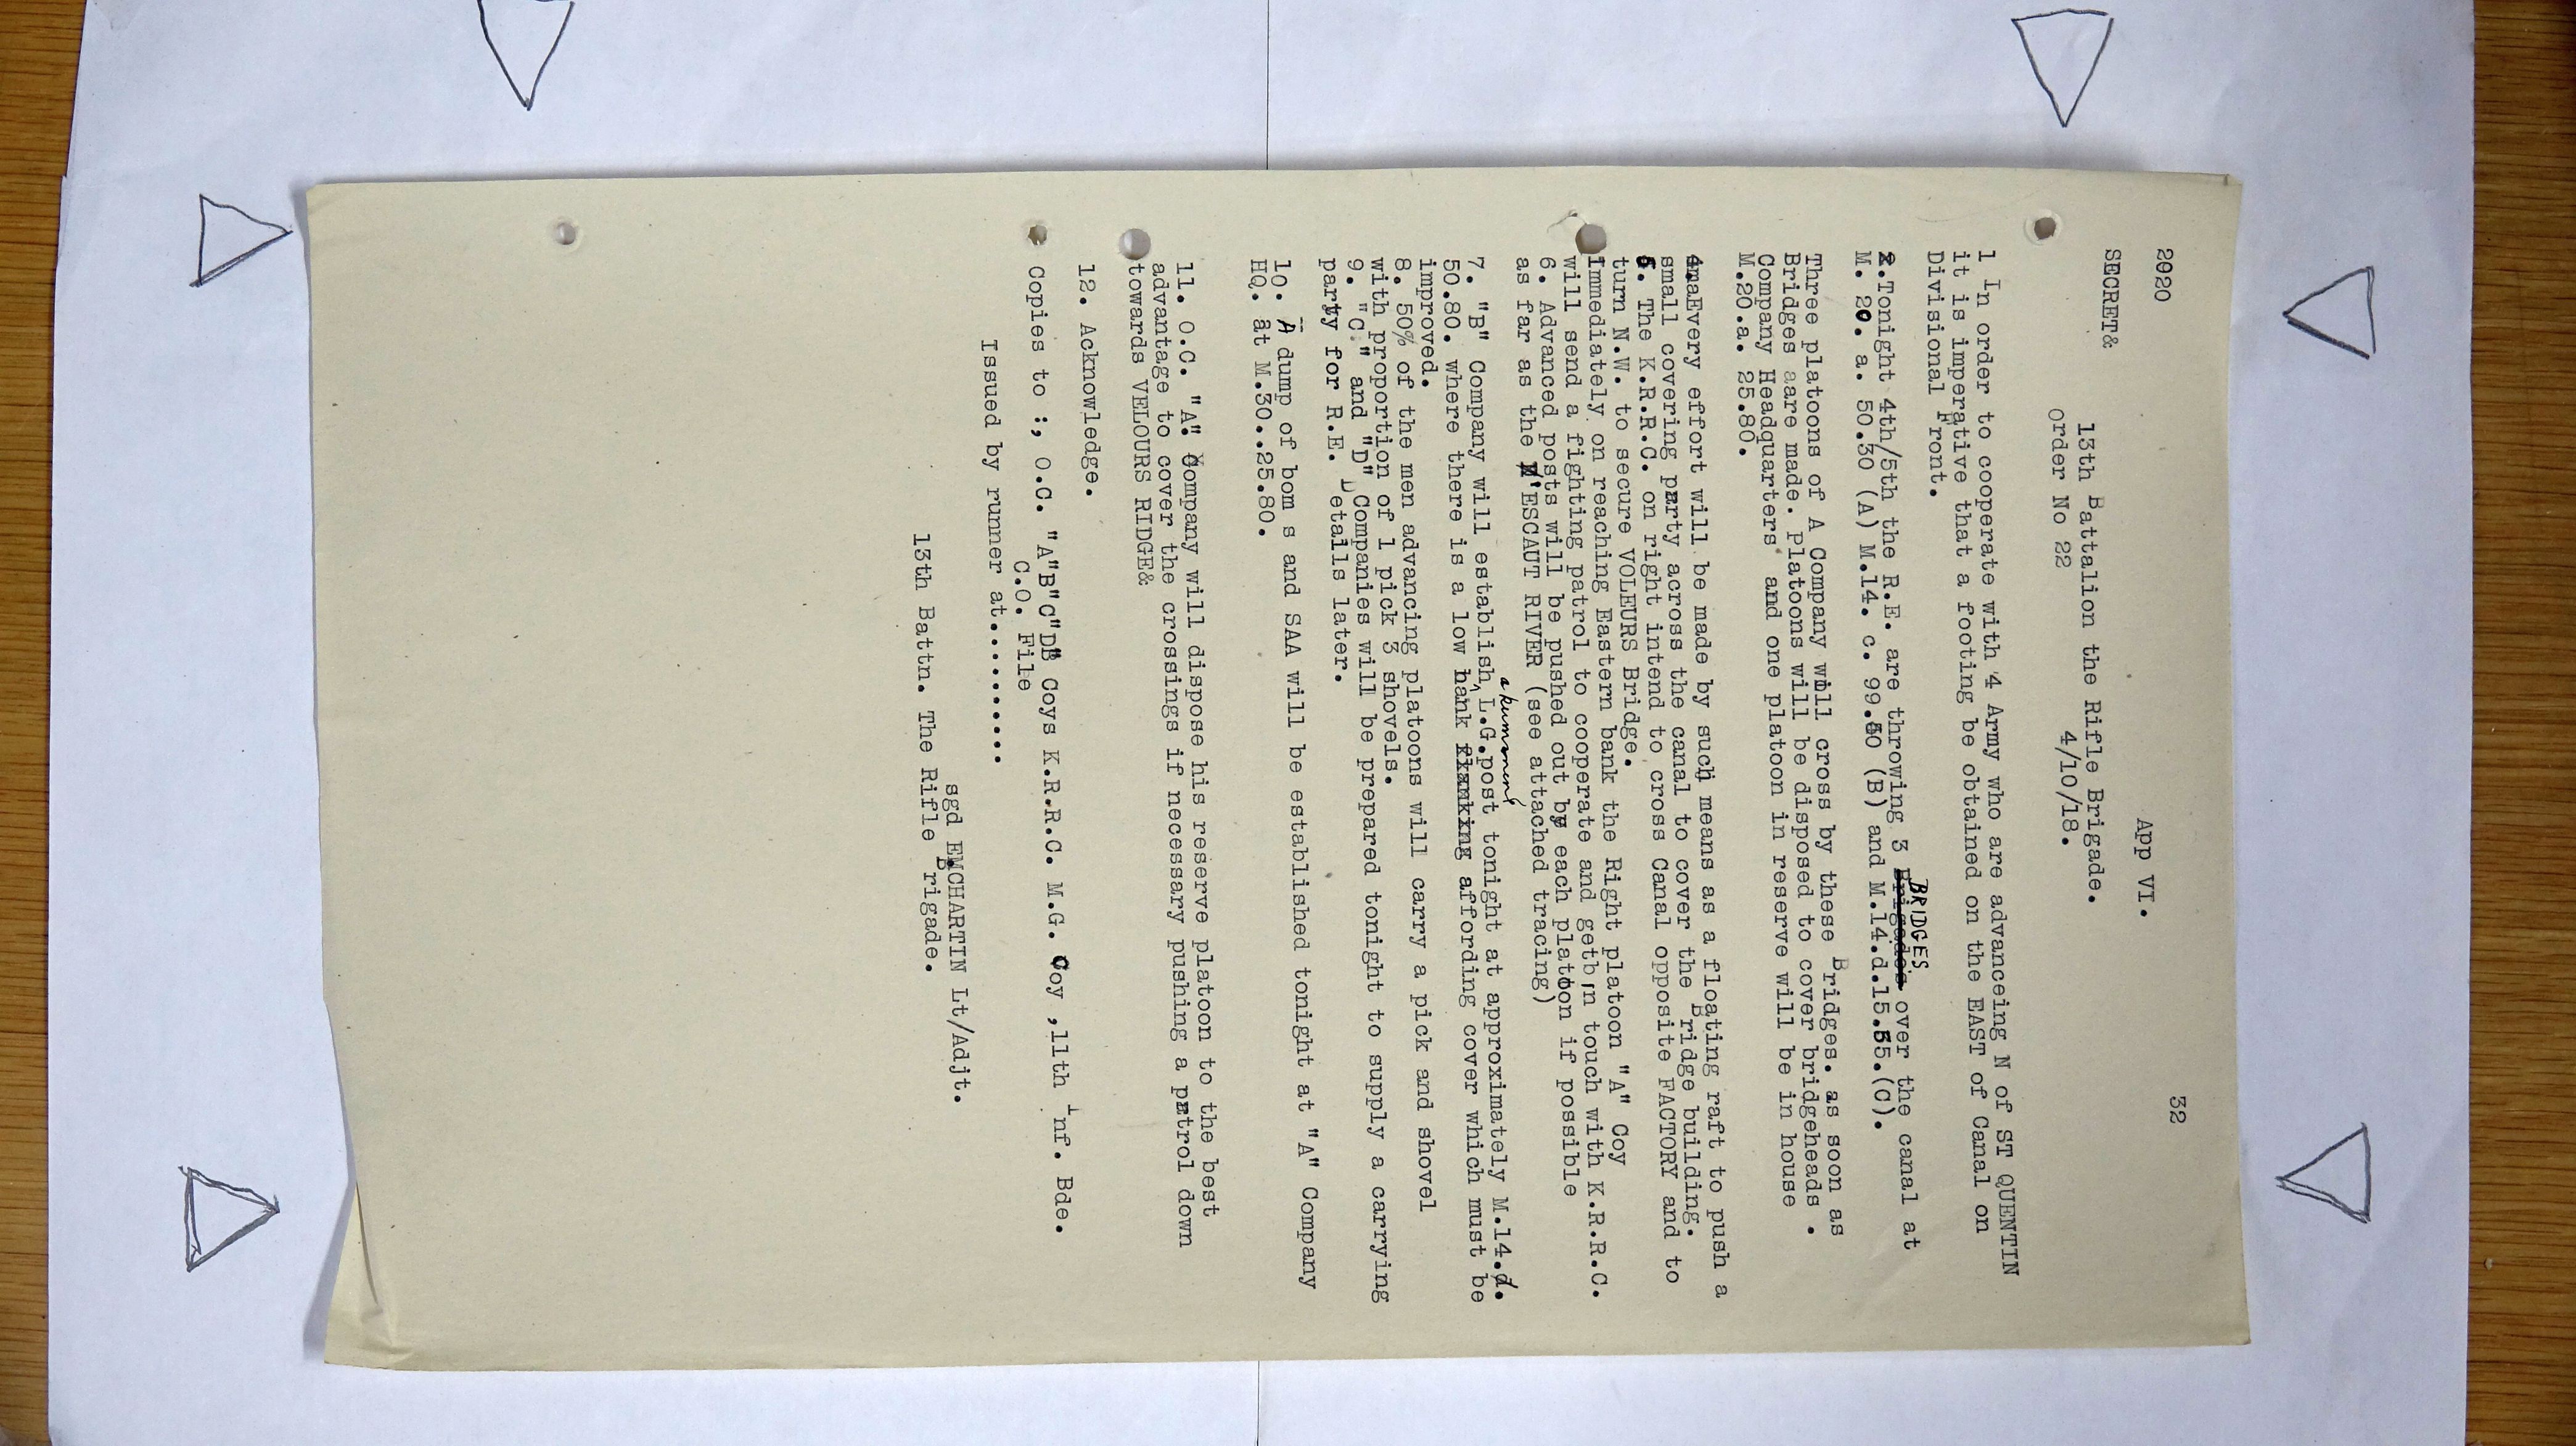 2020
32
App VI.
SECRET&
13th Battalion the Rifle Brigade.
Order No 22 4/10/18.
1 In order to cooperate with 4 Army who are advanceing N of ST QUENTIN
it is imperative that a footing be obtained on the EAST of Canal on
Divisional Front.
2.Tonight 4th/5th the R.E. are throwing 3 Brigades BRIDGES over the canal at
M. 20. a. 50.30 (A) M.14. c. 99.50 (B) and M.14.d.15.55.(C).
Three platoons of A Company will cross by these Bridges. as soon as
Bridges aare made. platoons will be disposed to cover bridgeheads .
Company Headquarters and one platoon in reserve will be in house
M.20.a. 25.80.
4.Every effort will be made by such means as a floating raft to push a
small covering party across the canal to cover the Bridge building.
5. The K.R.R.C. on right intend to cross Canal opposite FACTORY and to
turn N.W. to secure VOLEURS Bridge.
Immediately on reaching Eastern bank the Right platoon "A" Coy
will send a fighting patrol to cooperate and getb in touch with K.R.R.C.
6. Advanced posts will be pushed out by each platoon if possible
as far as the L'ESCAUT RIVER (see attached tracing)
7. "B" Company will establish a L.G.post tonight at approximately M.14.d.
50.80. where there is a low bank flanking affording cover which must be
improved.
8. 50% of the men advancing platoons will carry a pick and shovel
with proportion of 1 pick 3 shovels.
9. "C" and "D" Companies will be prepared tonight to supply a carrying
party for R.E. Details later.
10. A dump of bom s and SAA will be established tonight at "A" Company
HQ. at M.30..25.80.
11. O.C. "A" Company will dispose his reserve platoon to the best
advantage to cover the crossings if necessary pushing a patrol down
towards VELOURS RIDGE&
12. Acknowledge.
Copies to :, O.C. "A"B"C"D" Coys K.R.R.C. M.G. Coy ,11th Inf. Bde.
C.O. File
Issued by runner at..........
sgd EMCHARTIN Lt/Adjt.
13th Battn. The Rifle Brigade.